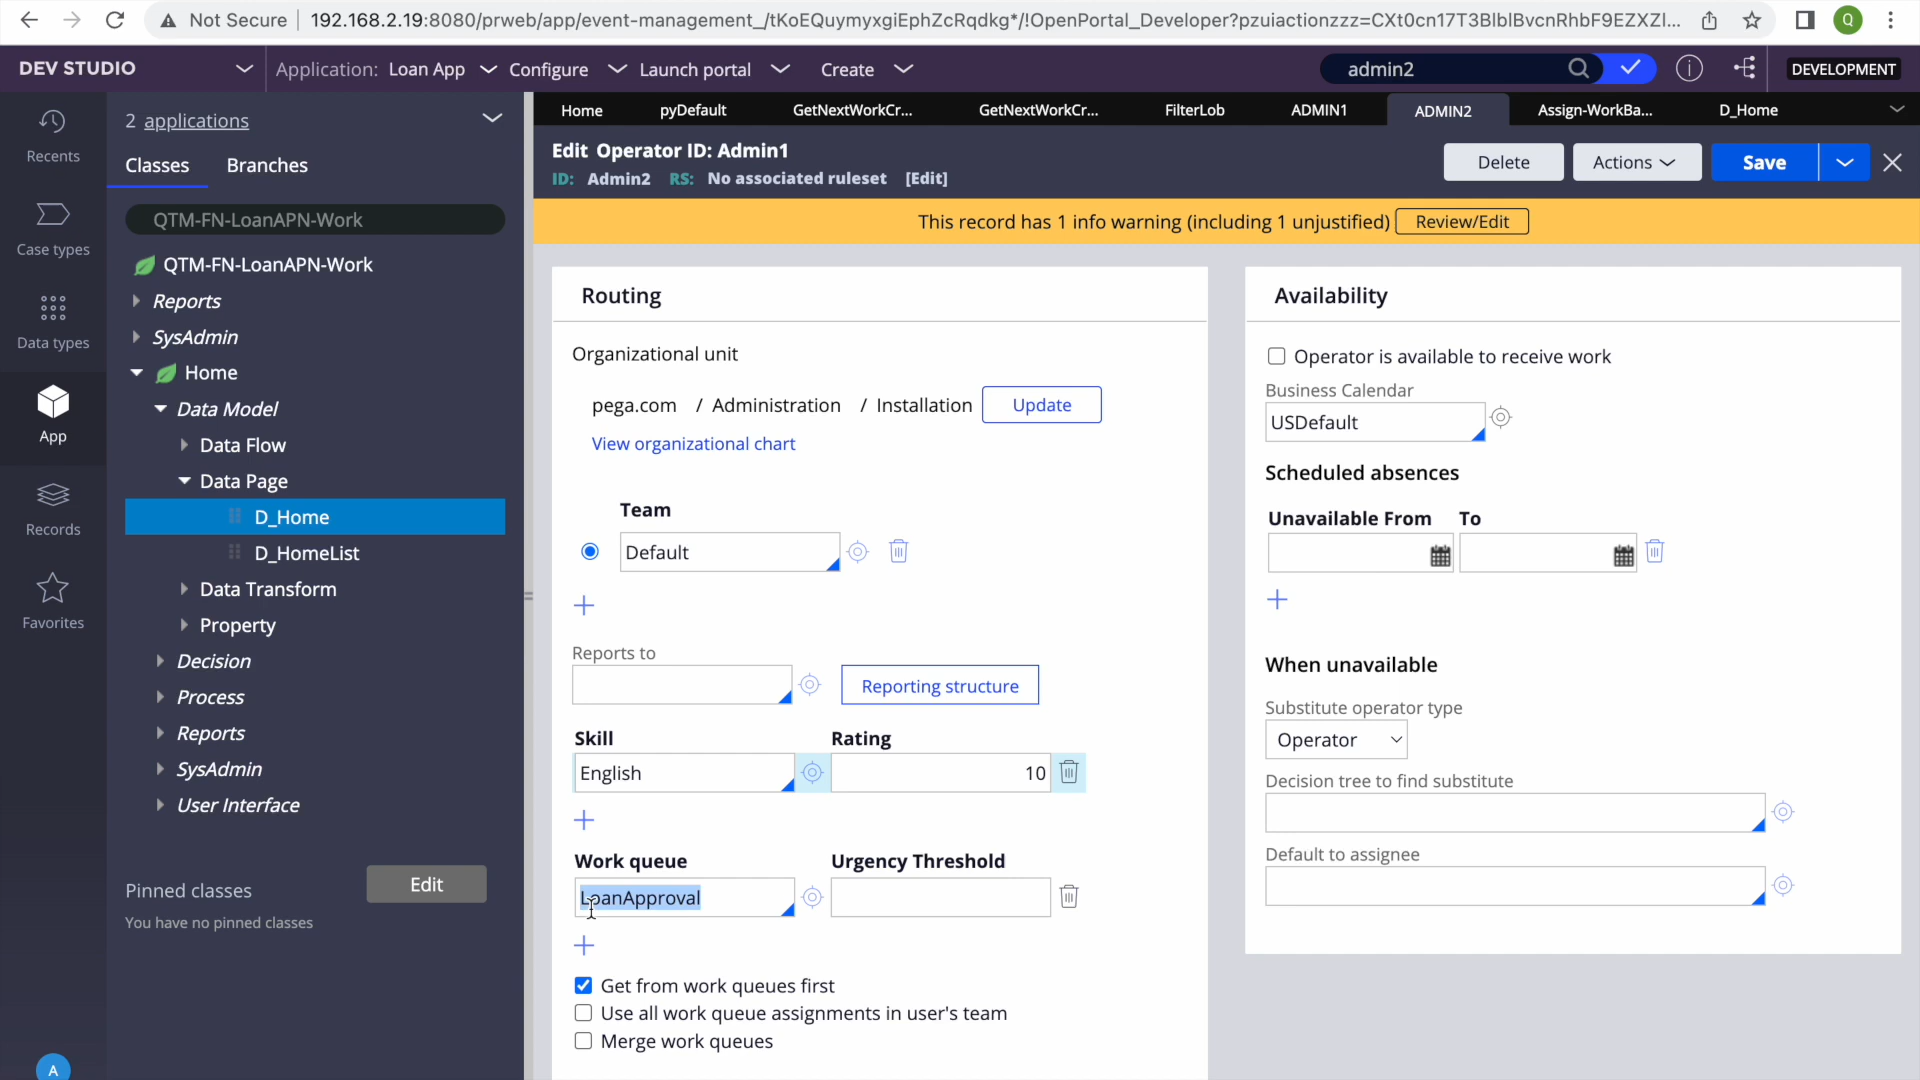 Not Secure 192.168.2.19:8080/prweb/app/event-management_/tKoEQuymyxgiEphZcRqdkg*/!OpenPortal_Developer?pzuiactionzzz=CXt0cn17T3BlblBvcnRhbF9EZXZI... Q
DEV STUDIO Application: Loan App Configure Launch portal Create admin2 DEVELOPMENT
Recents
Case types
Data types
App
Records
Favorites
A
2 applications
Classes Branches
QTM-FN-LoanAPN-Work
QTM-FN-LoanAPN-Work
Reports
SysAdmin
Home
Data Model
Data Flow
Data Page
D_Home
D_HomeList
Data Transform
Property
Decision
Process
Reports
SysAdmin
User Interface
Pinned classes Edit
You have no pinned classes
Home pyDefault GetNextWorkCr... GetNextWorkCr... FilterLob ADMIN1 ADMIN2 Assign-WorkBa... D_Home
Edit Operator ID: Admin1
ID: Admin2 RS: No associated ruleset [Edit]
Delete Actions Save
This record has 1 info warning (including 1 unjustified) Review/Edit
Routing
Organizational unit
pega.com / Administration / Installation Update
View organizational chart
Team
Default
Reports to
Reporting structure
Skill Rating
English 10
Work queue Urgency Threshold
LoanApproval
Get from work queues first
Use all work queue assignments in user's team
Merge work queues
Availability
Operator is available to receive work
Business Calendar
USDefault
Scheduled absences
Unavailable From To
When unavailable
Substitute operator type
Operator
Decision tree to find substitute
Default to assignee